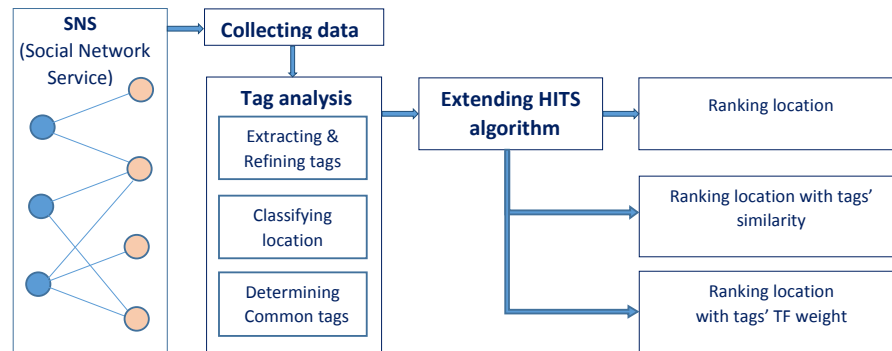 SNS
(Social Network
Service)
Collecting data
Tag analysis
Extracting &
Refining tags
Classifying
location
Determining
Common tags
Extending HITS
algorithm
Ranking location
Ranking location with tags’
similarity
Ranking location
with tags’ TF weight